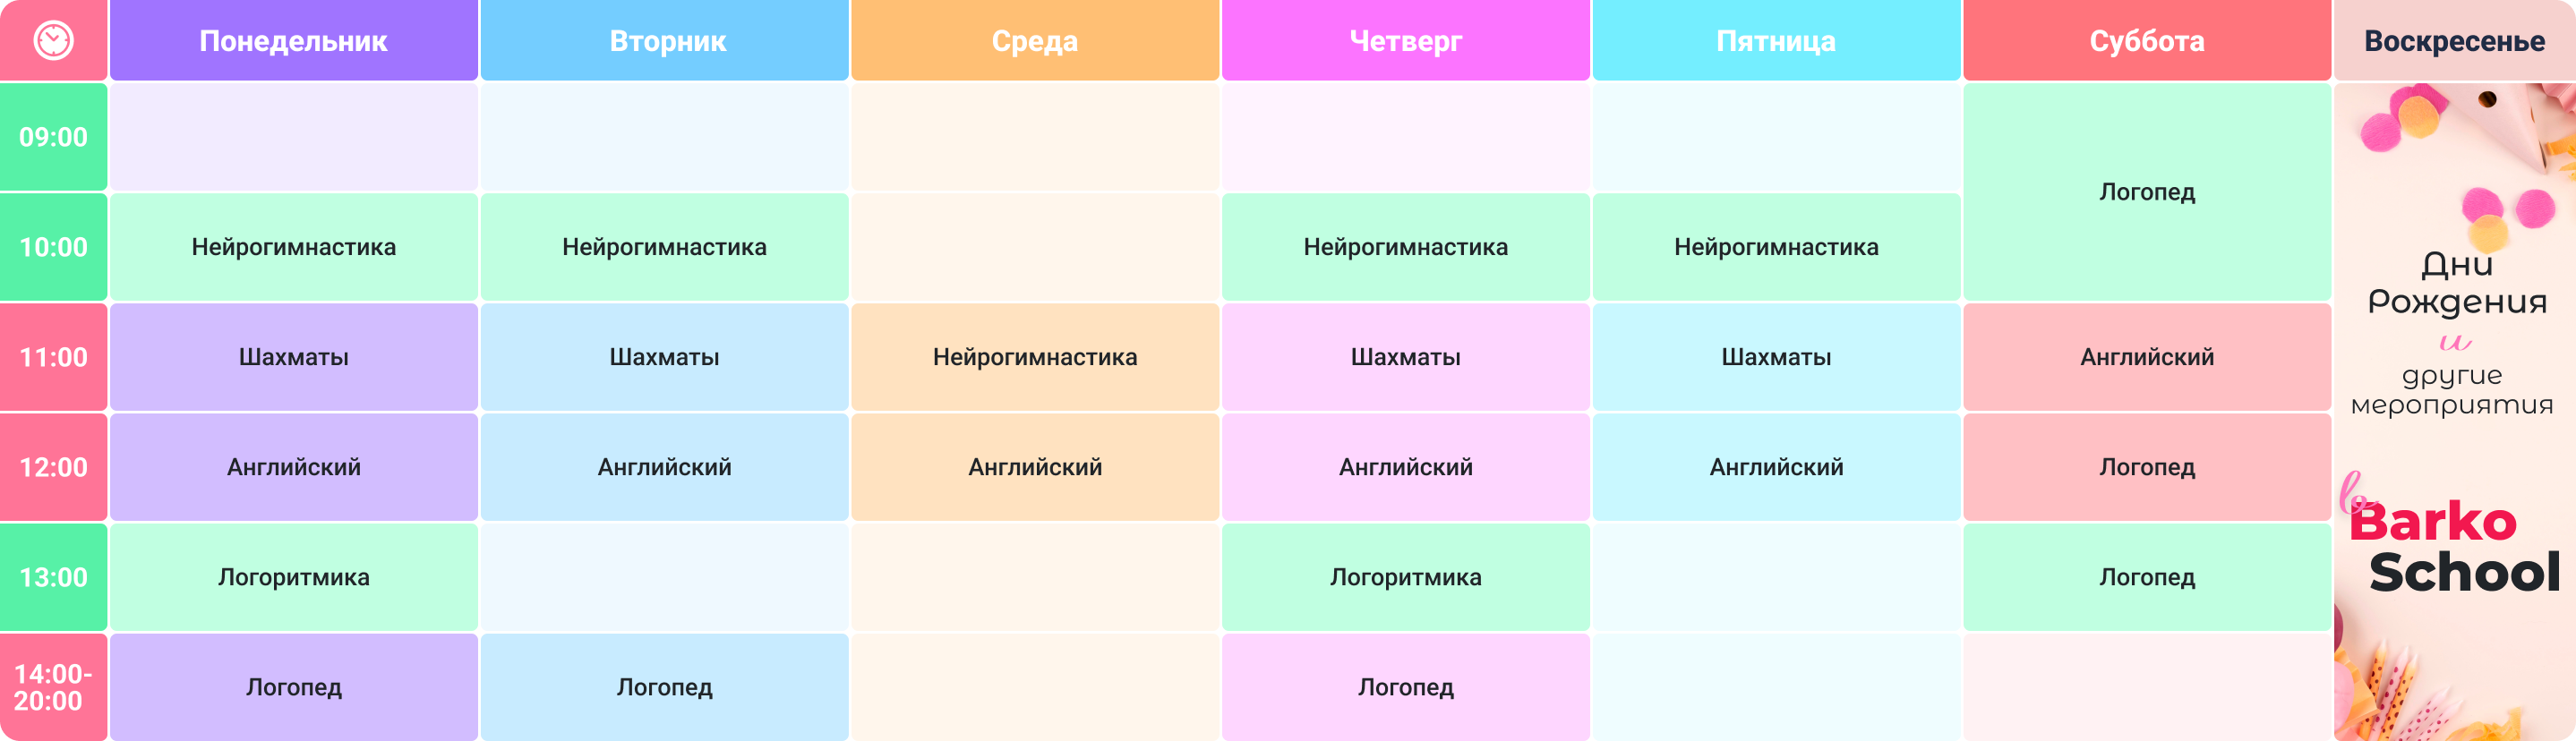 Понедельник Вторник Среда Четверг Пятница Суббота Воскресенье
09:00
Логопед
10:00 Нейрогимнастика Нейрогимнастика Нейрогимнастика Нейрогимнастика
11:00 Шахматы Шахматы Нейрогимнастика Шахматы Шахматы Английский
12:00 Английский Английский Английский Английский Английский Логопед
13:00 Логоритмика Логоритмика Логопед
14:00-
20:00
Логопед Логопед Логопед
Дни
Рождения
и
другие
мероприятия
в
Barko
School